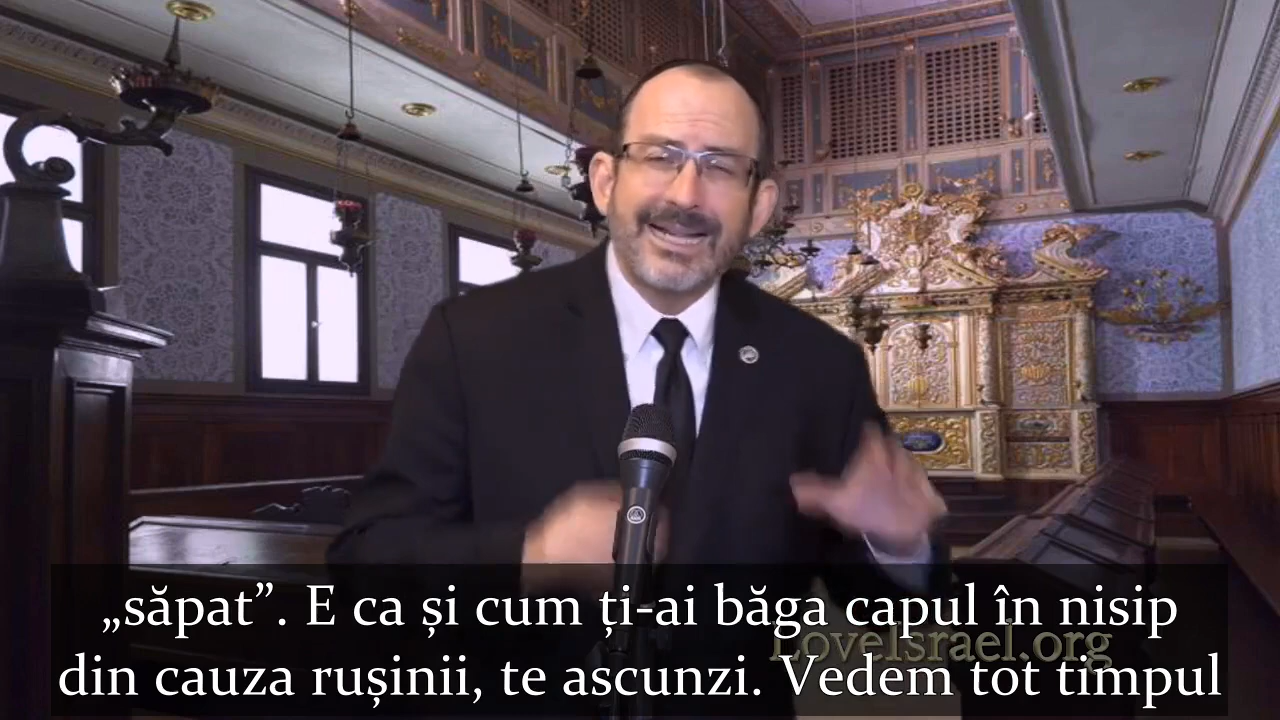 „săpat”. E ca și cum ți-ai băga capul în nisip
din cauza rușinii, te ascunzi. Vedem tot timpul
LoveIsrael.org